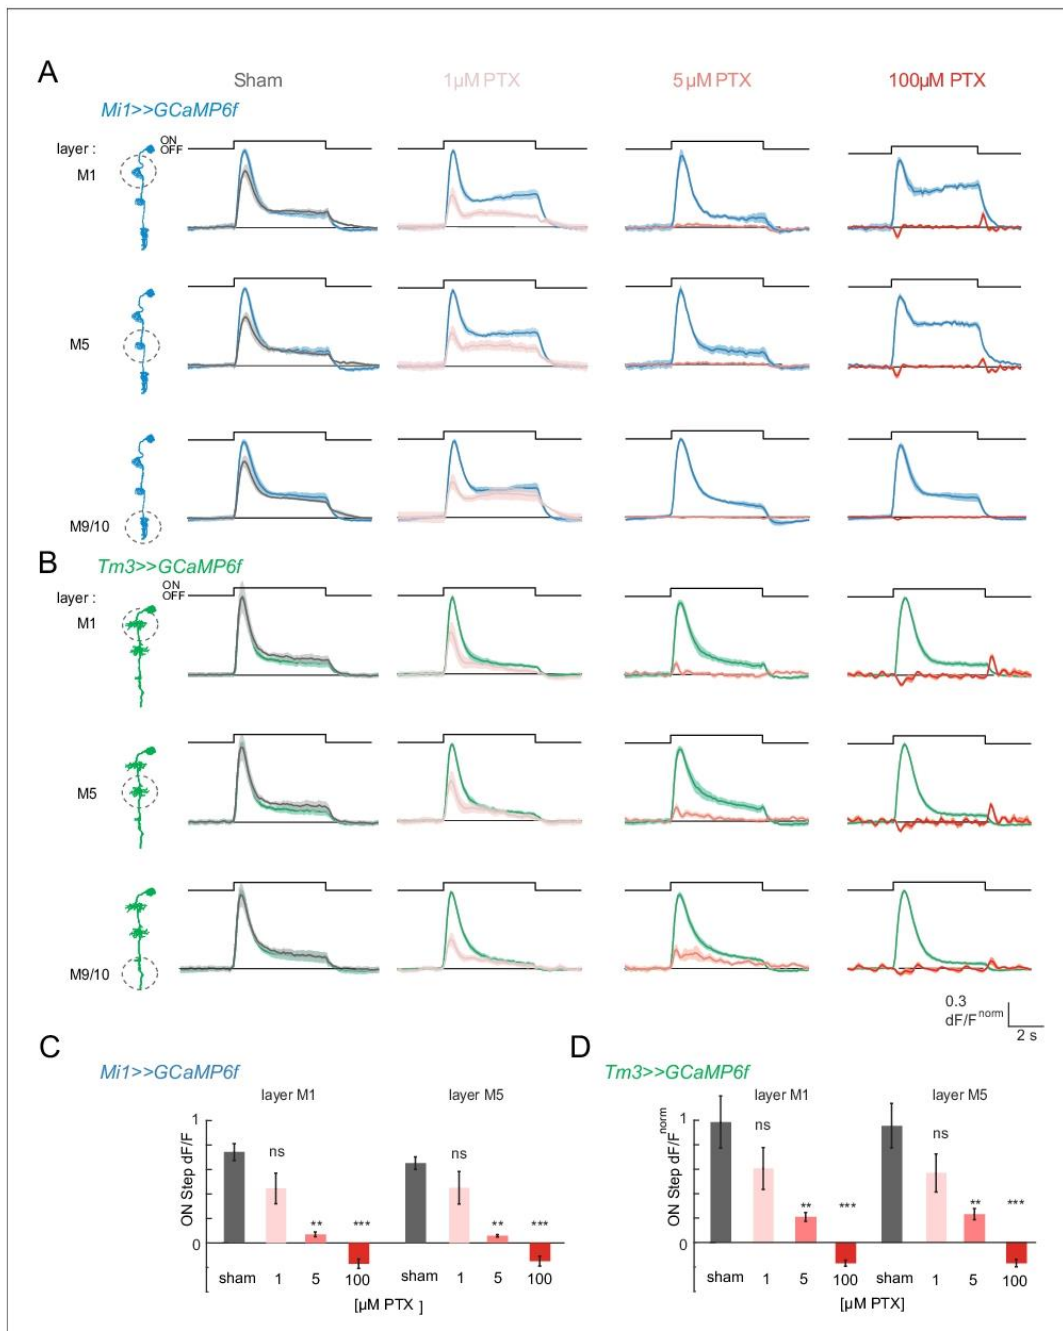 A
Sham 1µM PTX 5µM PTX 100µM PTX
Mi1>>GCaMP6f
layer :
ON
OFF
M1
M5
M9/10
B
Tm3>>GCaMP6f
layer :
ON
OFF
M1
M5
M9/10
0.3
dF/F norm
2 s
C
Mi1>>GCaMP6f
layer M1 layer M5
ON Step dF/F
1
0
ns ** ***
ns ** ***
sham 1 5 100 sham 1 5 100
[µM PTX ]
D
Tm3>>GCaMP6f
layer M1 layer M5
ON Step dF/F norm
1
0
ns ** ***
ns ** ***
sham 1 5 100 sham 1 5 100
[µM PTX]